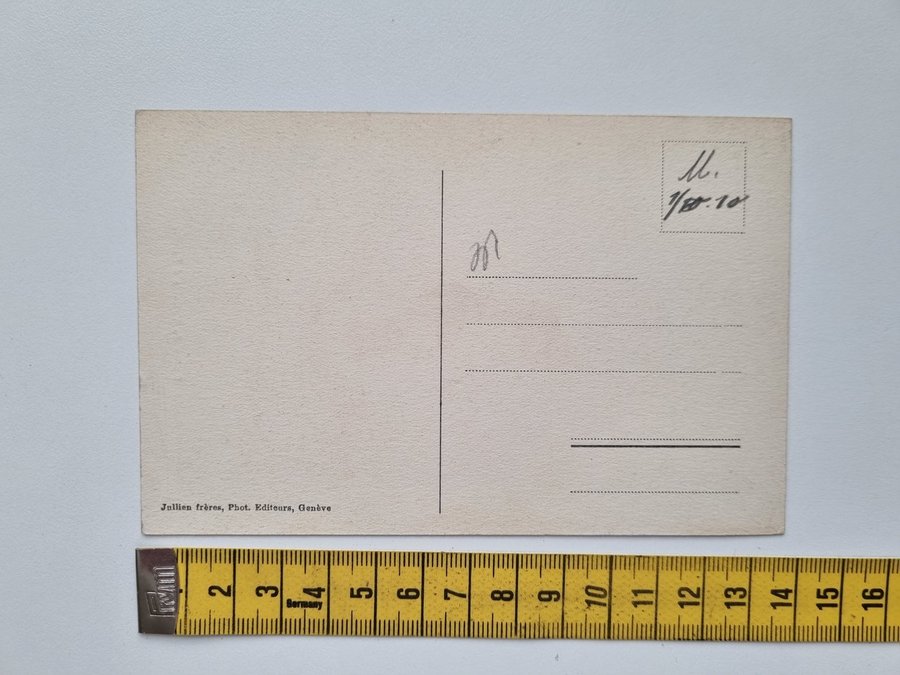 M.
Jullien frères, Phot. Editeurs, Genève
2 3 4 5 6 7 8 9 10 11 12 13 14 15 16
Germany